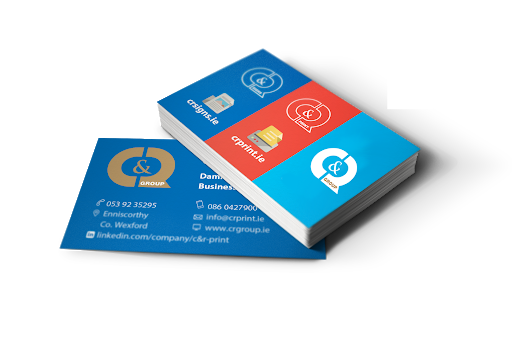 crsigns.ie
&
crprint.ie
&
&
GROUP
&
GROUP
Business
053 92 35295
086 0427900
Enniscorthy
info@crprint.ie
Co. Wexford
www.crgroup.ie
linkedin.com/company/c&r-print